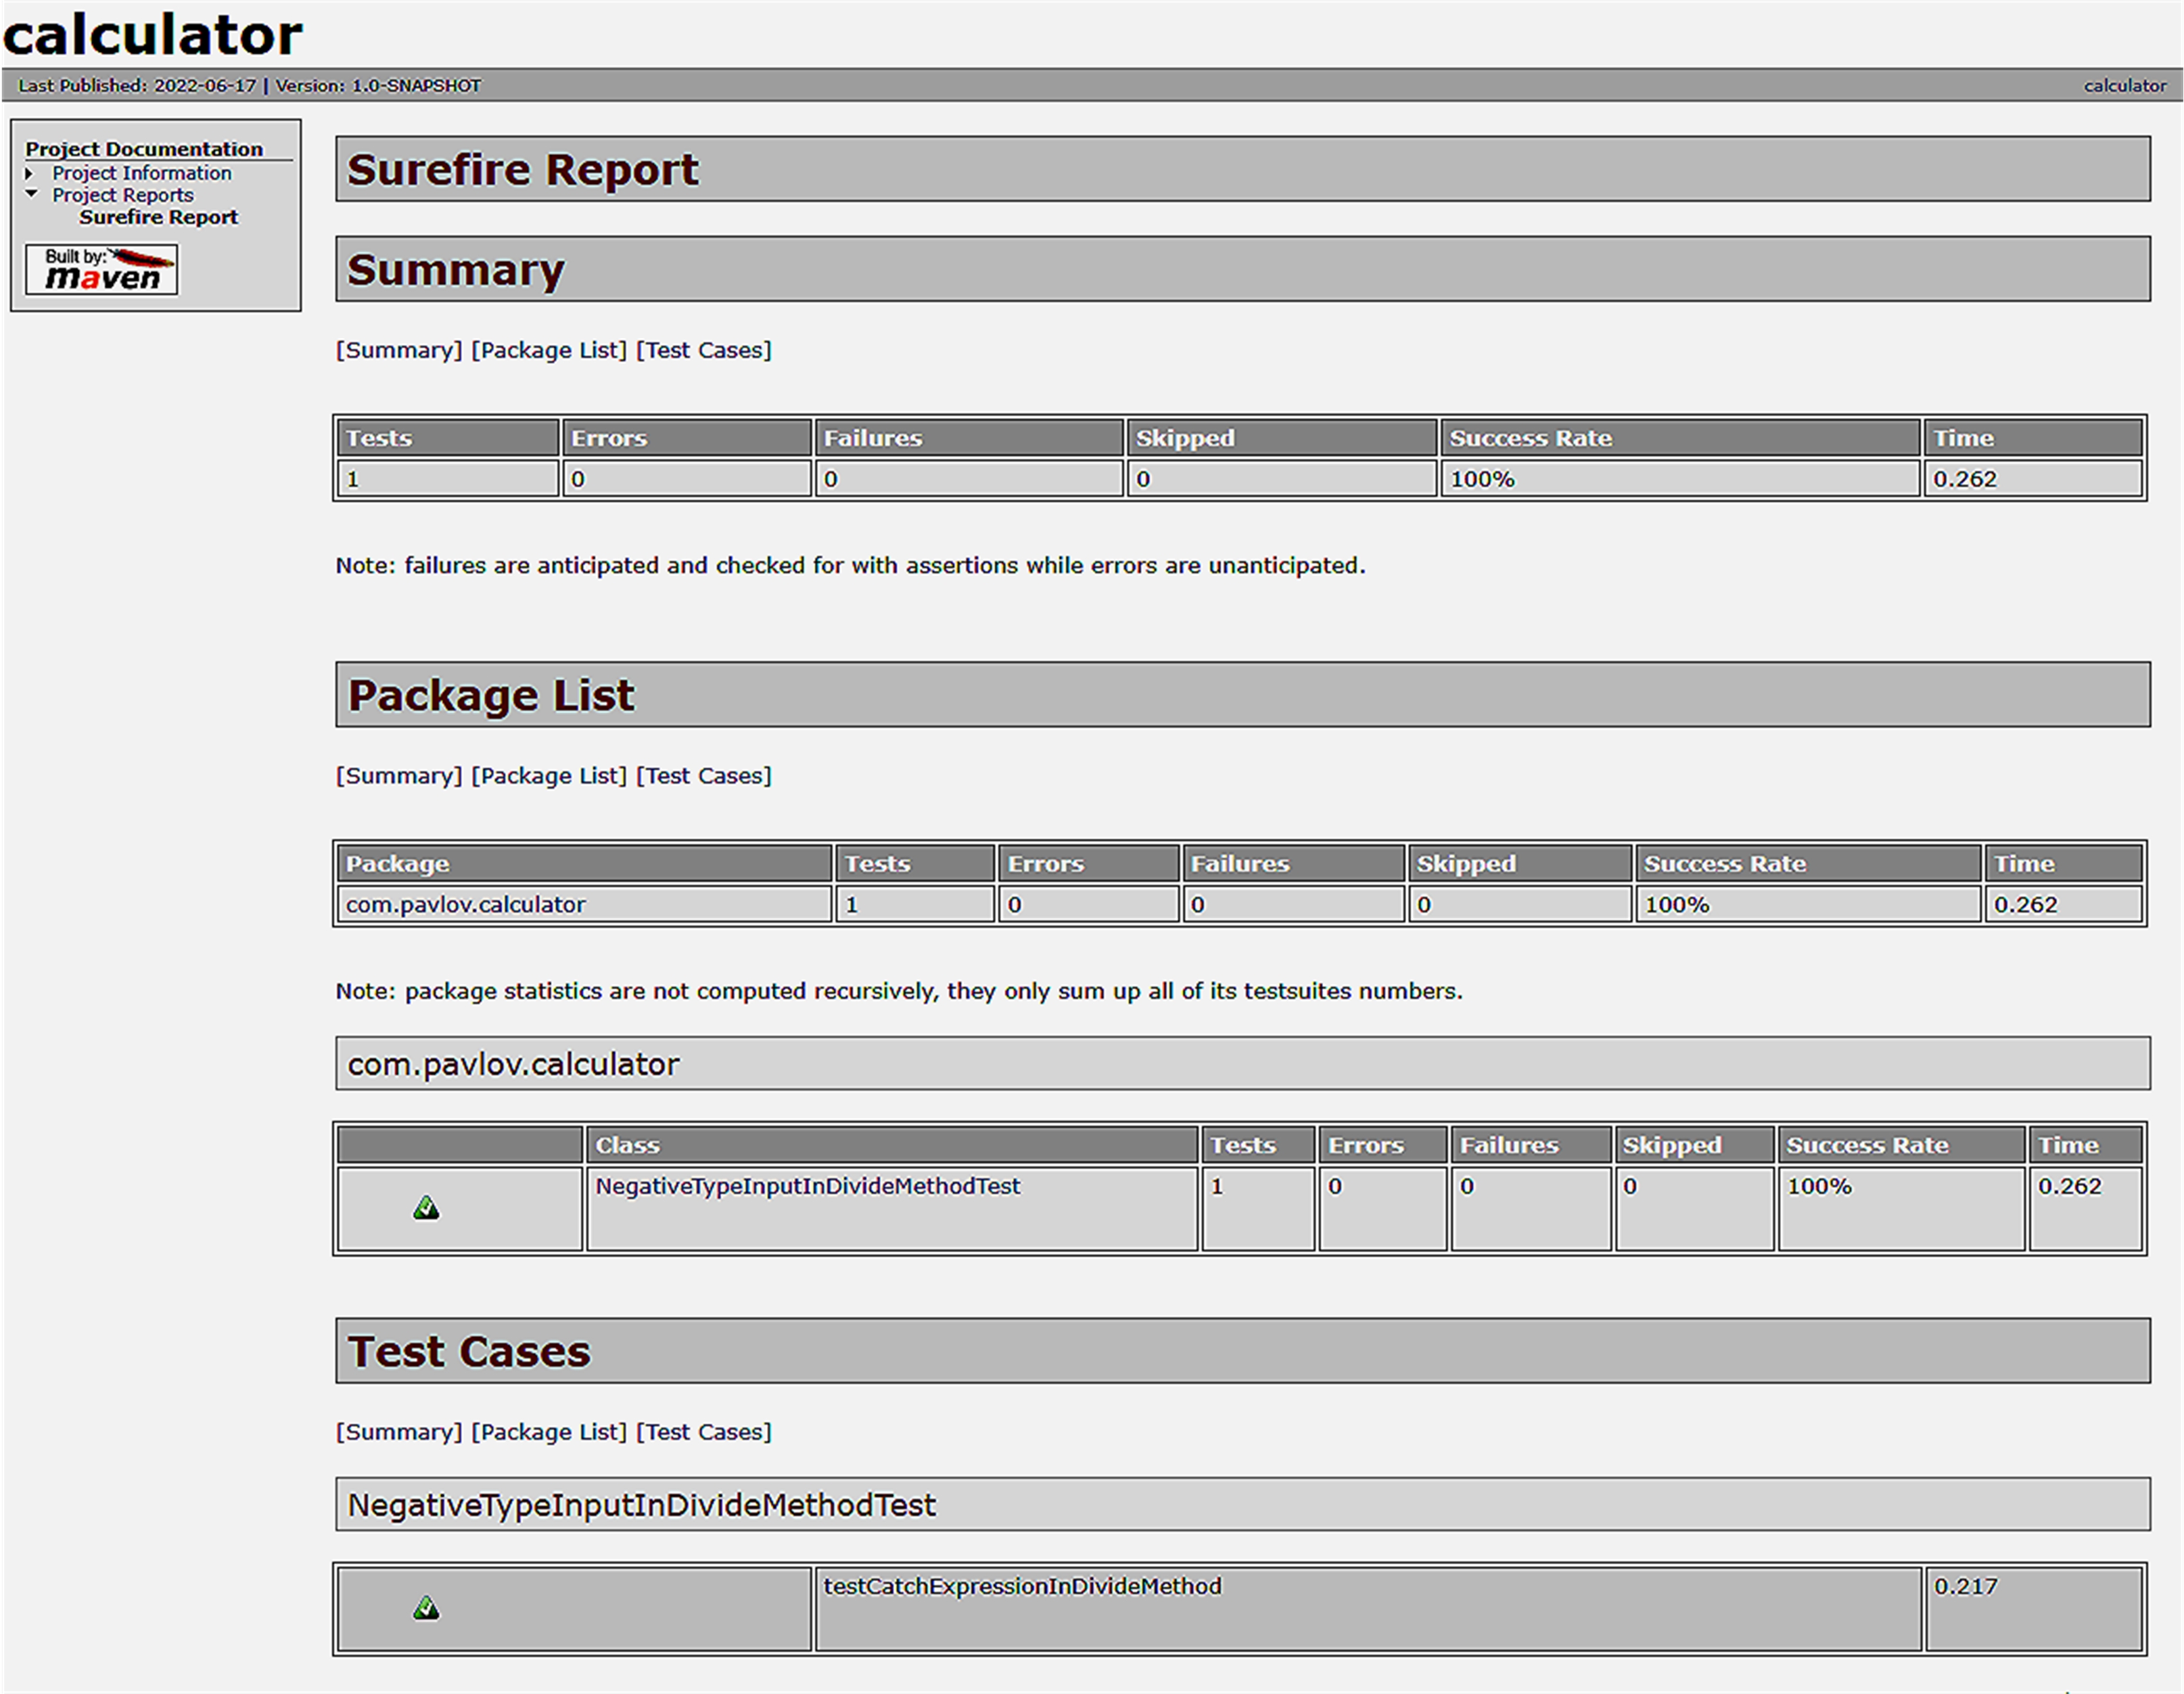 calculator
Last Published: 2022-06-17 | Version: 1.0-SNAPSHOT calculator
Project Documentation
Project Information
Project Reports
Surefire Report
Built by:
maven
Surefire Report
Summary
[Summary] [Package List] [Test Cases]
Tests Errors Failures Skipped Success Rate Time
1 0 0 0 100% 0.262
Note: failures are anticipated and checked for with assertions while errors are unanticipated.
Package List
[Summary] [Package List] [Test Cases]
Package Tests Errors Failures Skipped Success Rate Time
com.pavlov.calculator 1 0 0 0 100% 0.262
Note: package statistics are not computed recursively, they only sum up all of its testsuites numbers.
com.pavlov.calculator
Class Tests Errors Failures Skipped Success Rate Time
NegativeTypeInputInDivideMethodTest 1 0 0 0 100% 0.262
Test Cases
[Summary] [Package List] [Test Cases]
NegativeTypeInputInDivideMethodTest
testCatchExpressionInDivideMethod 0.217